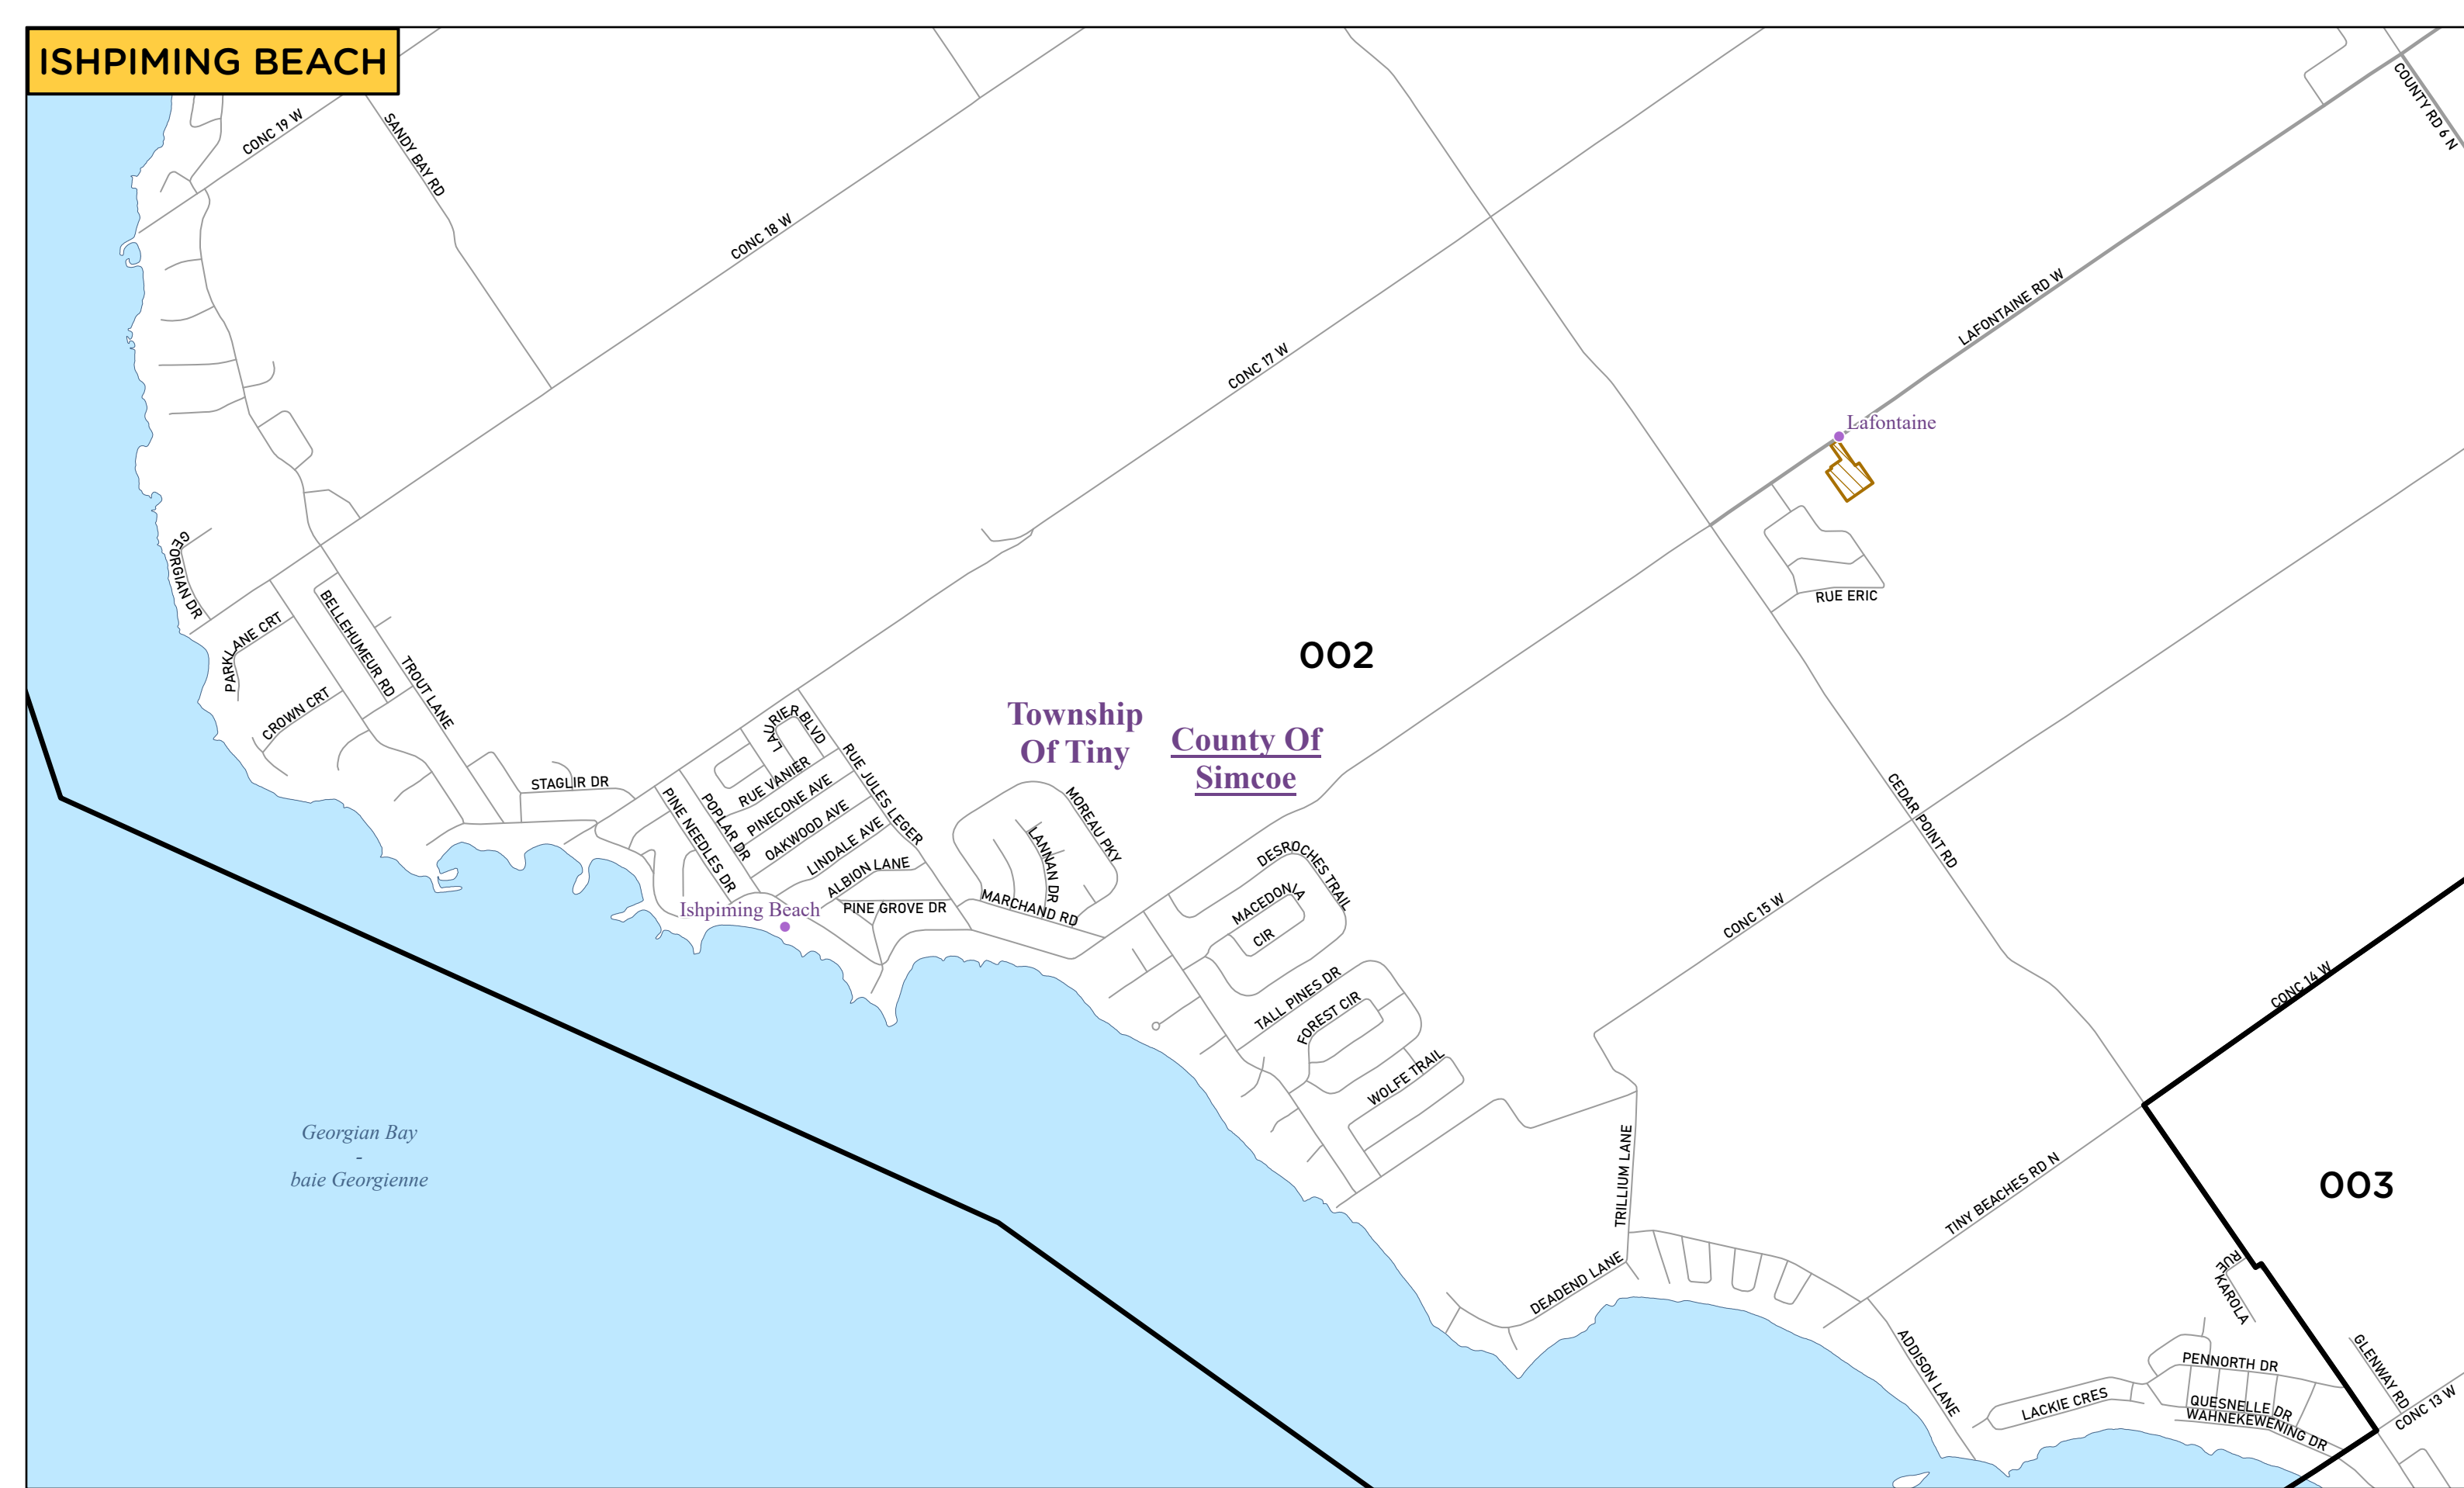 ISHPIMING BEACH
CONC 19 W
SANDY BAY RD
COUNTY RD 6 N
CONC 18 W
LAFONTAINE RD W
CONC 17 W
Lafontaine
GEORGIAN DR
RUE ERIC
BELLEHUMEUR RD
PARKLANE CRT
002
TROUT LANE
CROWN CRT
LAURIER BLVD
Township
Of Tiny
County Of
Simcoe
RUE JULES LEGER
STAGLIR DR
RUE VANIER
PINECONE AVE
POPLAR DR
PINE NEEDLES DR
OAKWOOD AVE
LINDALE AVE
ALBION LANE
MOREAU PKY
LANNAN DR
CEDAR POINT RD
DESROCHES TRAIL
MACEDONIA
CIR
MARCHAND RD
PINE GROVE DR
Ishpiming Beach
CONC 15 W
TALL PINES DR
FOREST CIR
CONC 14 W
WOLFE TRAIL
Georgian Bay
-
baie Georgienne
TRILLIUM LANE
TINY BEACHES RD N
003
DEADEND LANE
RUE
KAROLA
ADDISON LANE
GLENWAY RD
PENNORTH DR
LACKIE CRES
QUESNELLE DR
WAHNEKEWENING DR
CONC 13 W